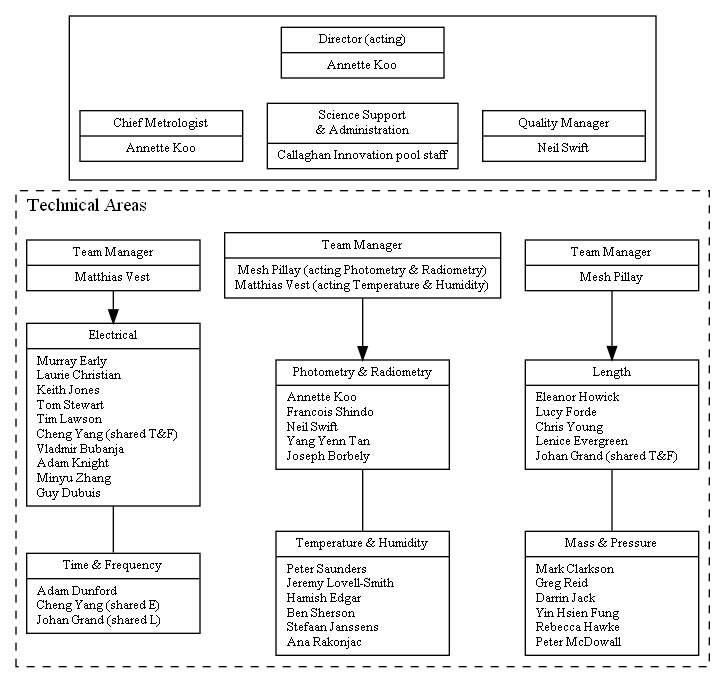 Director (acting)
Annette Koo
Chief Metrologist
Annette Koo
Science Support
& Administration
Callaghan Innovation pool staff
Quality Manager
Neil Swift
Technical Areas
Team Manager
Matthias Vest
Electrical
Murray Early
Laurie Christian
Keith Jones
Tom Stewart
Tim Lawson
Cheng Yang (shared T&F)
Vladmir Bubanja
Adam Knight
Minyu Zhang
Guy Dubuis
Time & Frequency
Adam Dunford
Cheng Yang (shared E)
Johan Grand (shared L)
Team Manager
Mesh Pillay (acting Photometry & Radiometry)
Matthias Vest (acting Temperature & Humidity)
Photometry & Radiometry
Annette Koo
Francois Shindo
Neil Swift
Yang Yenn Tan
Joseph Borbely
Temperature & Humidity
Peter Saunders
Jeremy Lovell-Smith
Hamish Edgar
Ben Sherson
Stefaan Janssens
Ana Rakonjac
Team Manager
Mesh Pillay
Length
Eleanor Howick
Lucy Forde
Chris Young
Lenice Evergreen
Johan Grand (shared T&F)
Mass & Pressure
Mark Clarkson
Greg Reid
Darrin Jack
Yin Hsien Fung
Rebecca Hawke
Peter McDowall